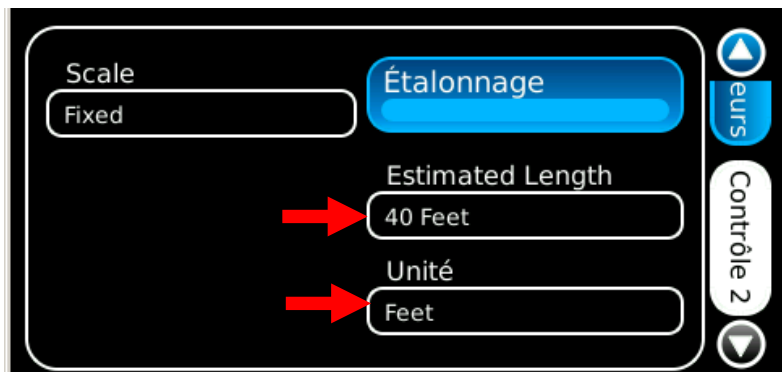 Scale
Fixed
Étalonnage
Estimated Length
40 Feet
Unité
Feet
eurs
Contrôle 2